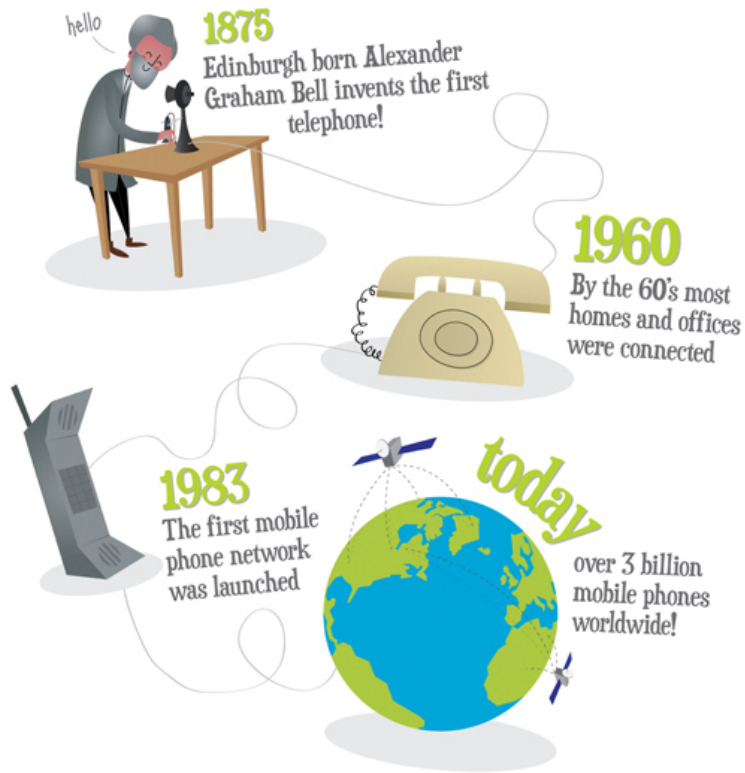 hello
1875
Edinburgh born Alexander
Graham Bell invents the first
telephone!
1960
By the 60's most
homes and offices
were connected
1983
The first mobile
phone network
was launched
today
over 3 billion
mobile phones
worldwide!